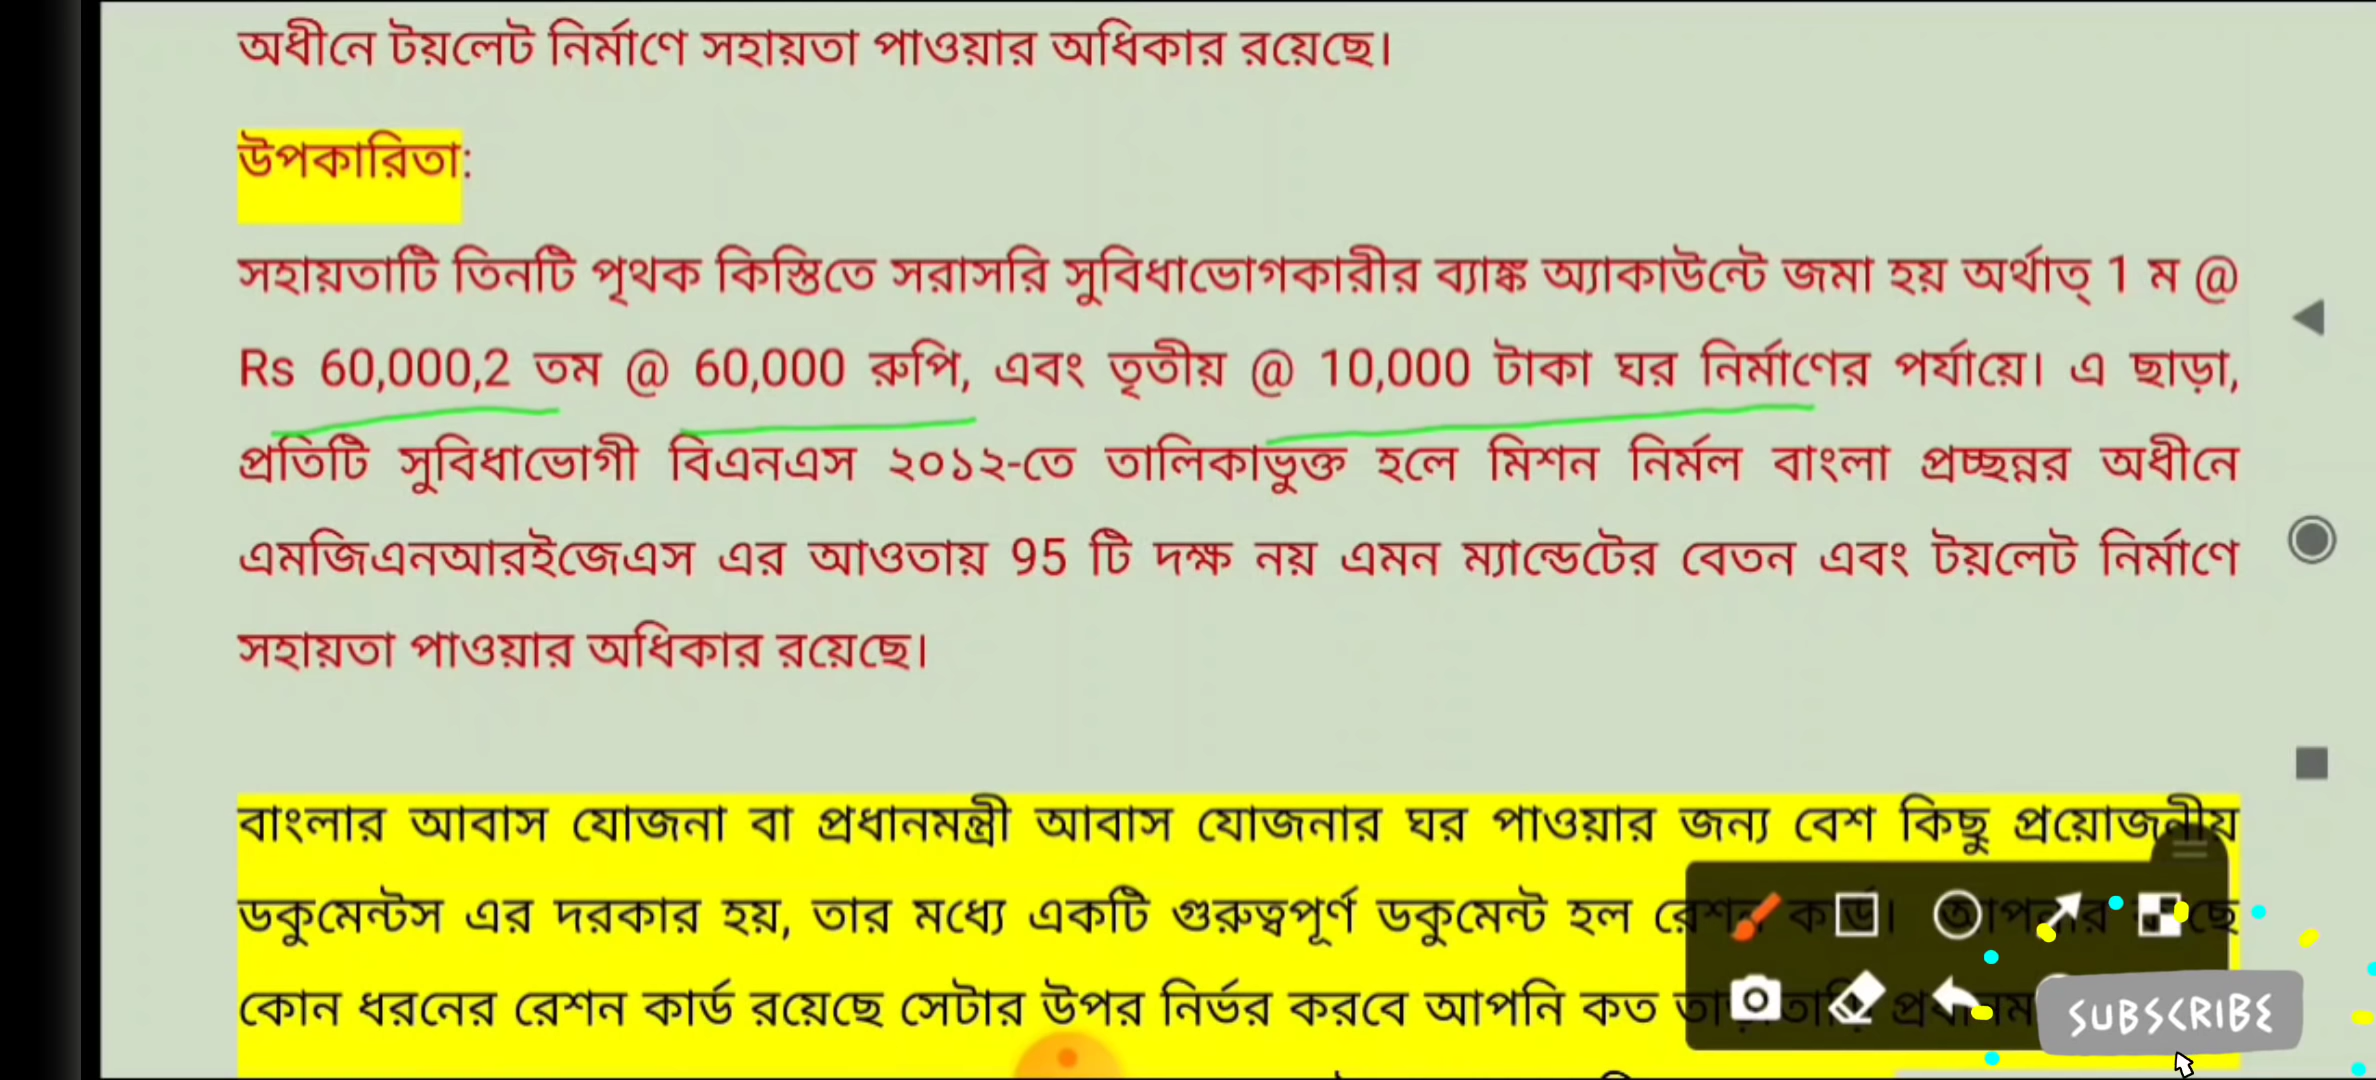 অধীনে টয়লেট নির্মাণে সহায়তা পাওয়ার অধিকার রয়েছে।
উপকারিতা:
সহায়তাটি তিনটি পৃথক কিস্তিতে সরাসরি সুবিধাভোগকারীর ব্যাঙ্ক অ্যাকাউন্টে জমা হয় অর্থাত্ 1 ম @
Rs 60,000,2 তম @ 60,000 রুপি, এবং তৃতীয় @ 10,000 টাকা ঘর নির্মাণের পর্যায়ে। এ ছাড়া,
প্রতিটি সুবিধাভোগী বিএনএস ২০১২-তে তালিকাভুক্ত হলে মিশন নির্মল বাংলা প্রচ্ছন্নর অধীনে
এমজিএনআরইজেএস এর আওতায় 95 টি দক্ষ নয় এমন ম্যান্ডেটের বেতন এবং টয়লেট নির্মাণে
সহায়তা পাওয়ার অধিকার রয়েছে।
বাংলার আবাস যোজনা বা প্রধানমন্ত্রী আবাস যোজনার ঘর পাওয়ার জন্য বেশ কিছু প্রয়োজনীয়
ডকুমেন্টস এর দরকার হয়, তার মধ্যে একটি গুরুত্বপূর্ণ ডকুমেন্ট হল রেশন কার্ড। আপনার
কোন ধরনের রেশন কার্ড রয়েছে সেটার উপর নির্ভর করবে আপনি কত
SUBSCRIBE